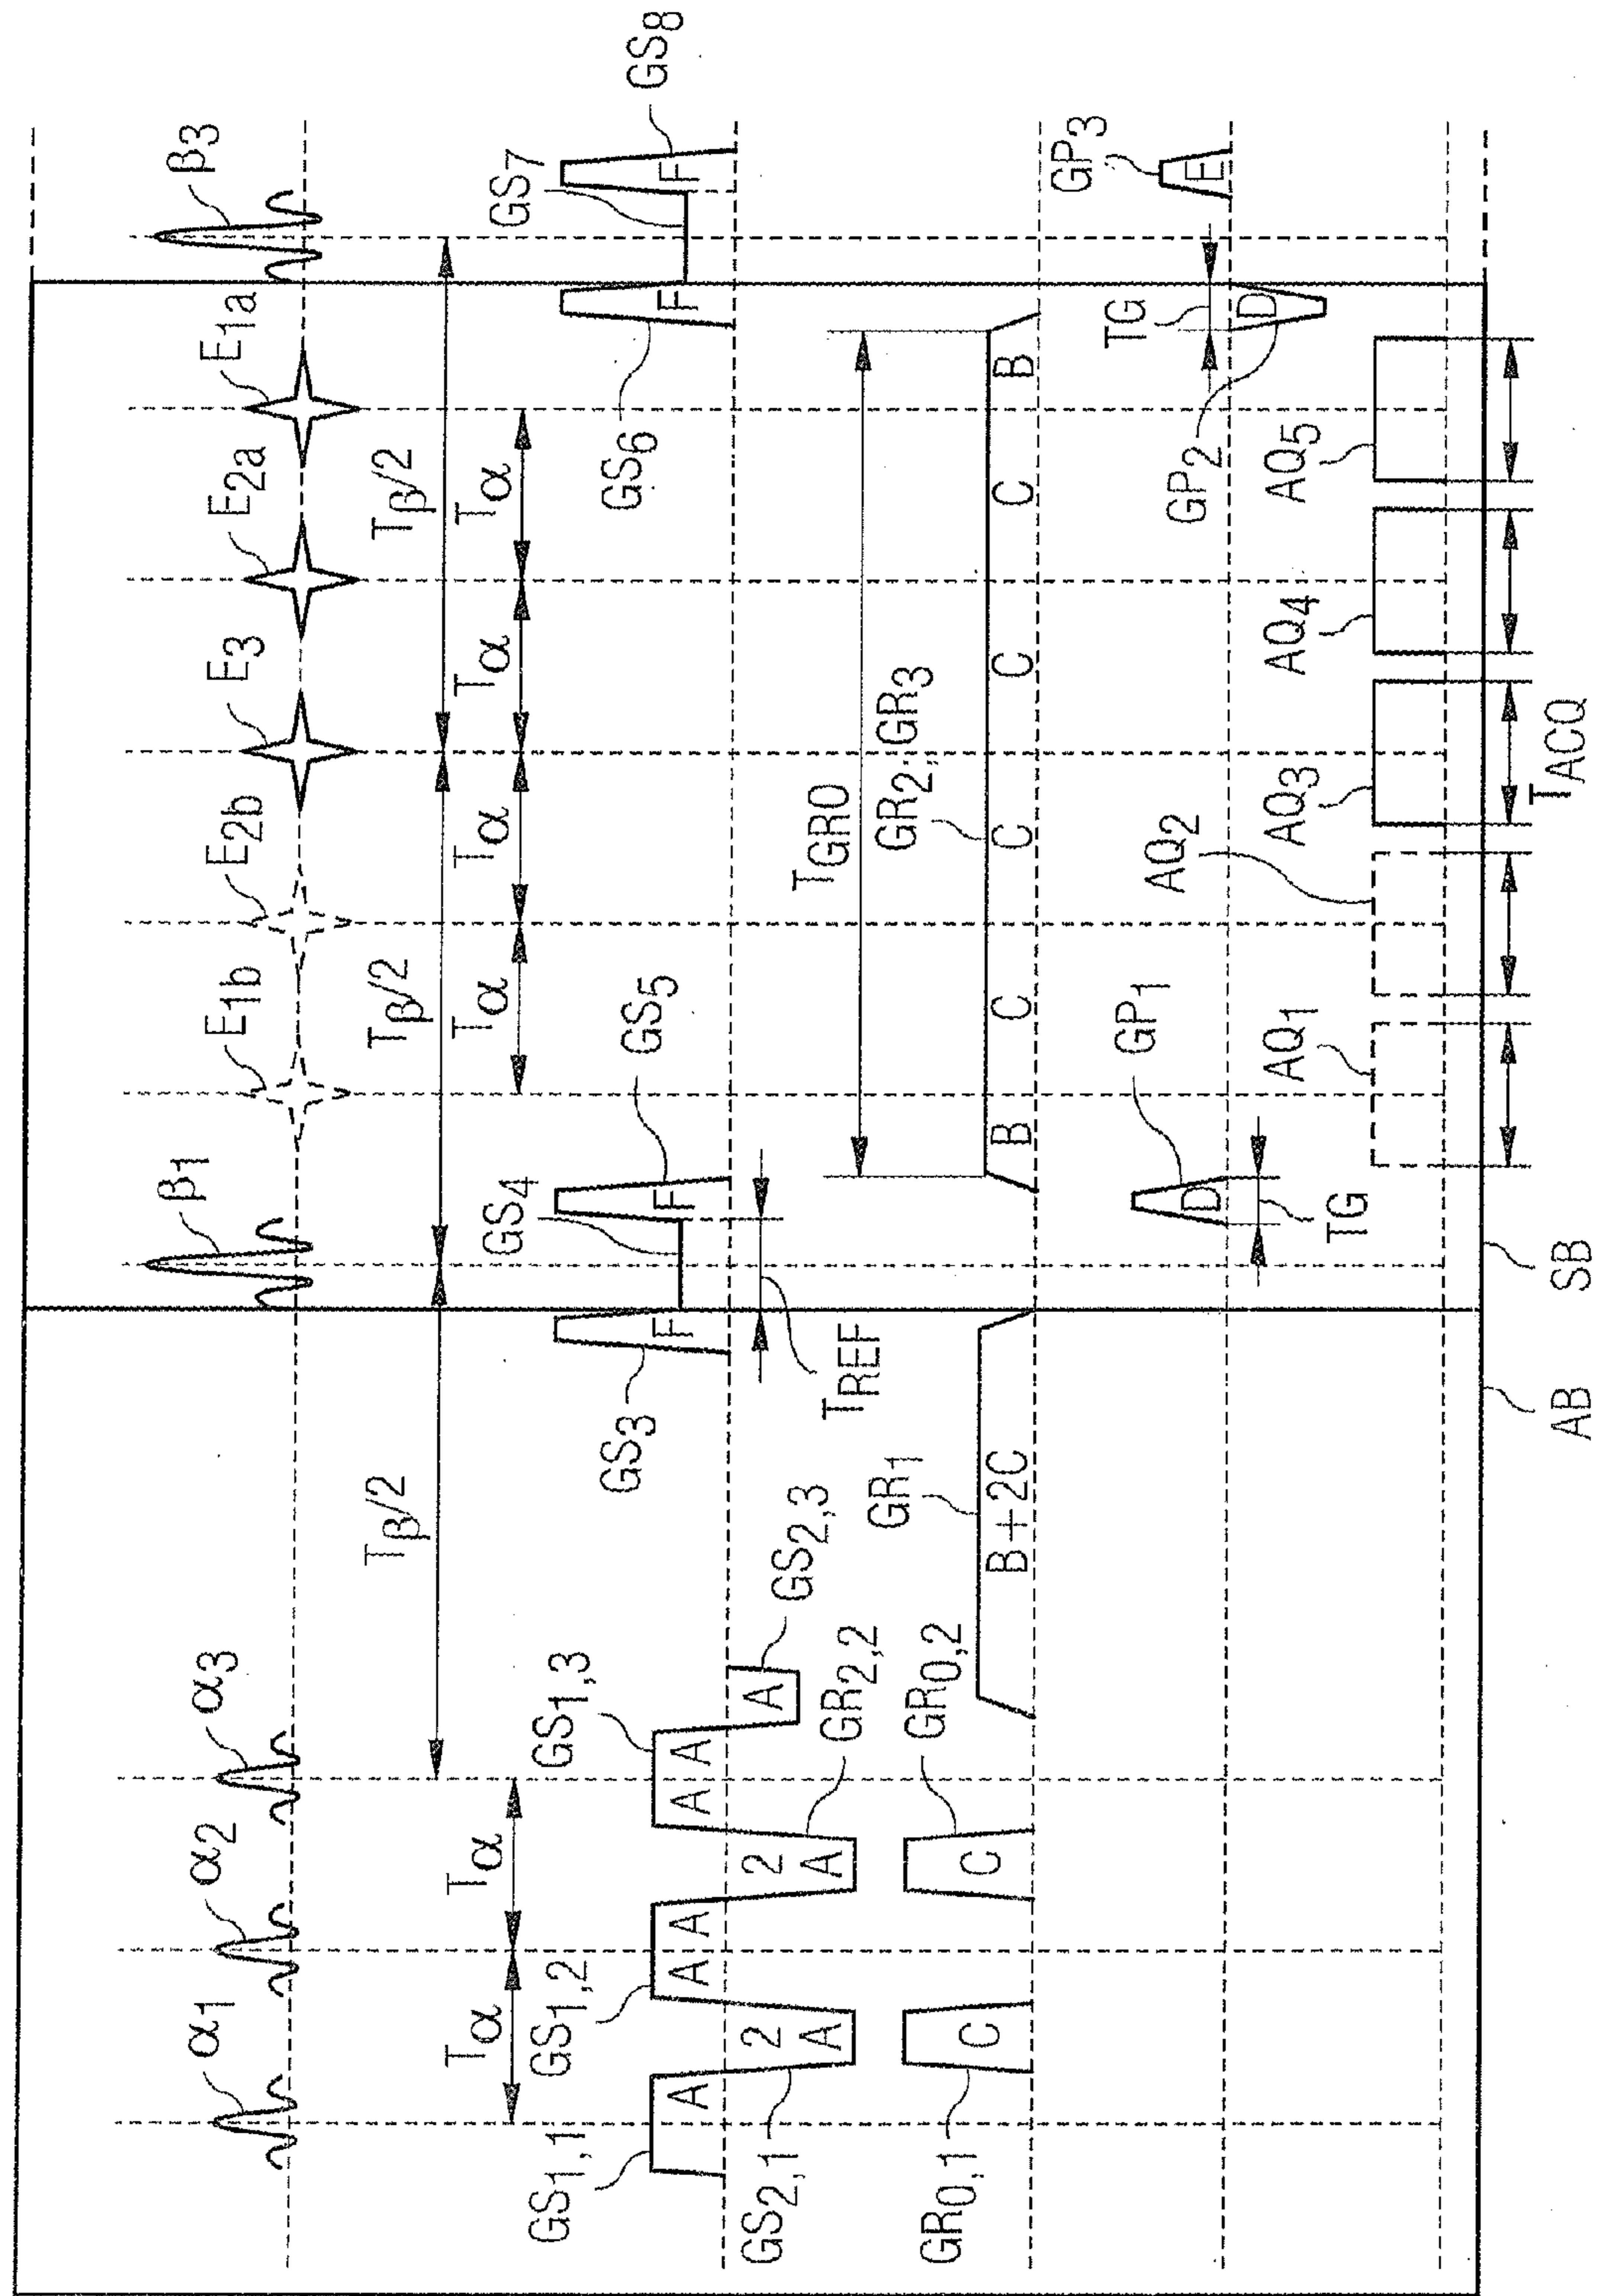 α1 α2 α3 β1 E1b E2b E3 E2a E1a β3
Tβ/2 Tβ/2 Tβ/2
Tα Tα Tα Tα Tα Tα
GS1,1 GS1,2 GS1,3 GS3 GS4 GS5 GS6 GS7 GS8
A A A A A F F F F
2 A 2 A A
GS2,1 GR2,2 GS2,3 TREF
TGRO
GR0,1 GR0,2 GR1 GR2;GR3
C C B+2C B C C C C B
GP1 GP2 TG GP3
D D E
TG
AQ1 AQ2 AQ3 AQ4 AQ5
TACQ
AB SB